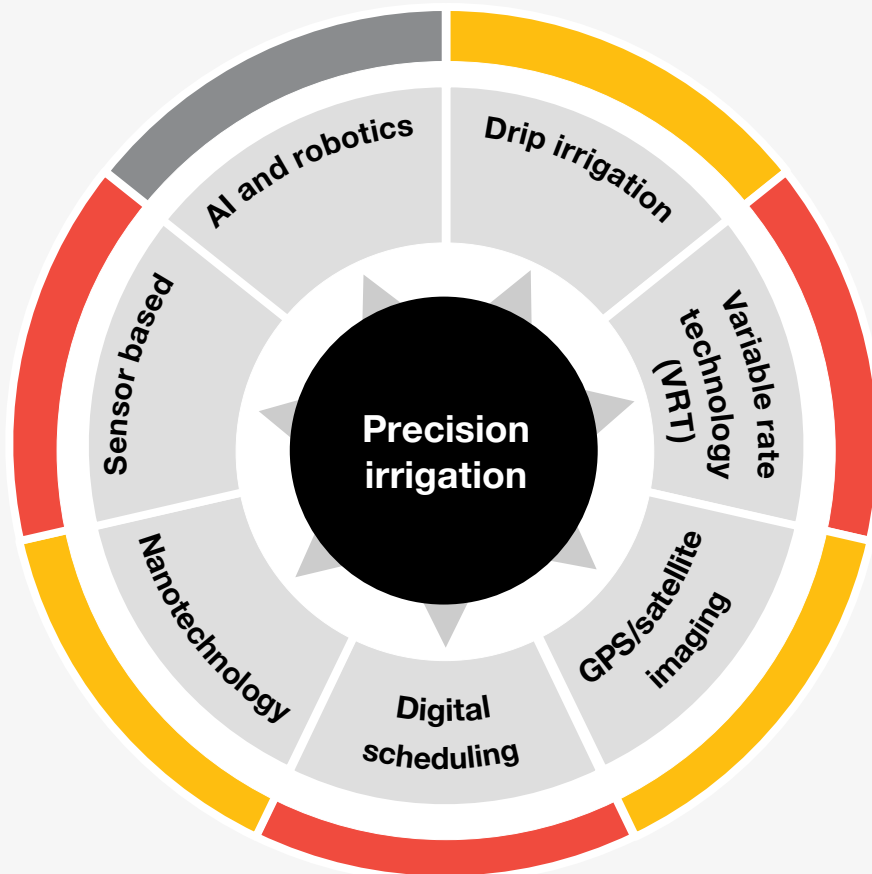 Precision
irrigation
Drip irrigation
Variable rate
technology
(VRT)
GPS/satellite
imaging
Digital
scheduling
Nanotechnology
Sensor based
AI and robotics